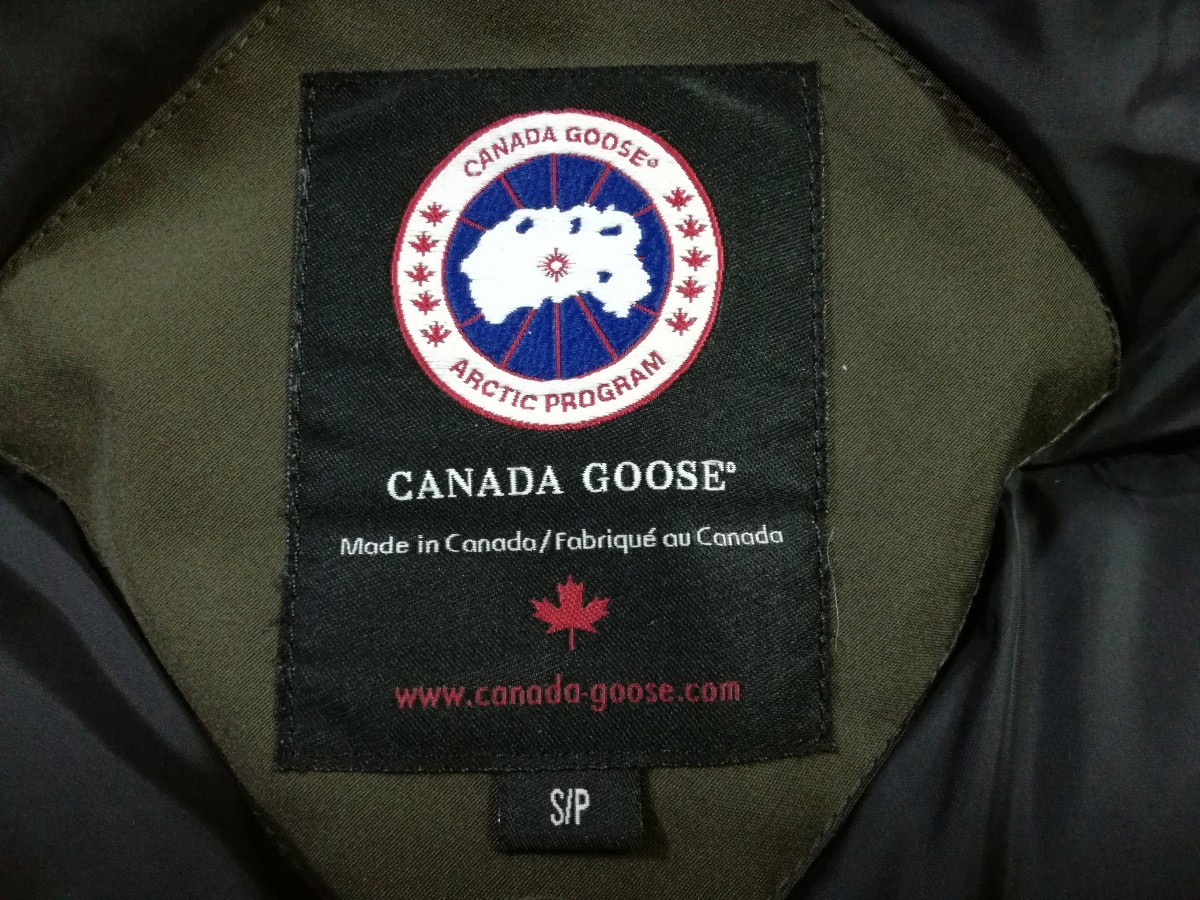 CANADA GOOSE®
ARCTIC PROGRAM
CANADA GOOSE®
Made in Canada/Fabriqué au Canada
www.canada-goose.com
S/P